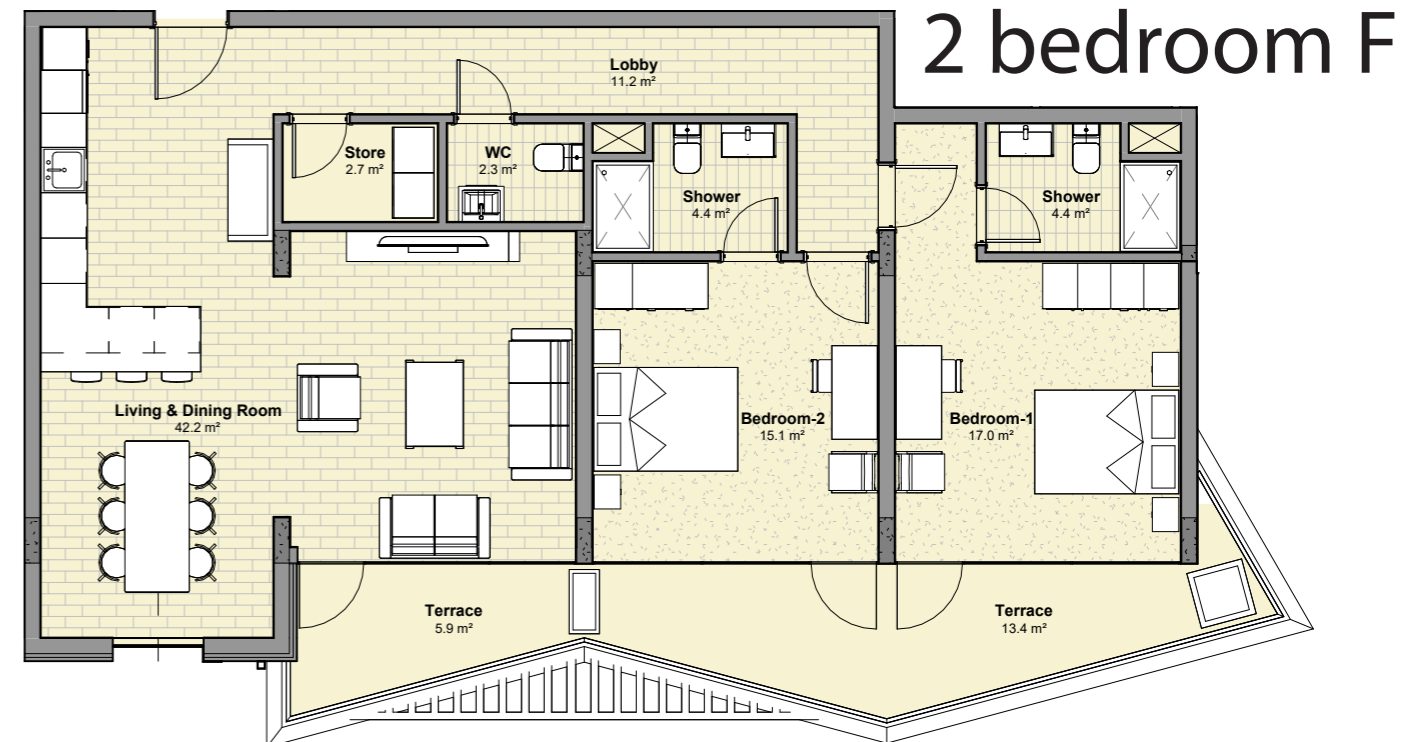 2 bedroom F
Lobby
11.2 m²
Store
2.7 m²
WC
2.3 m²
Shower
4.4 m²
Shower
4.4 m²
Living & Dining Room
42.2 m²
Bedroom-2
15.1 m²
Bedroom-1
17.0 m²
Terrace
5.9 m²
Terrace
13.4 m²